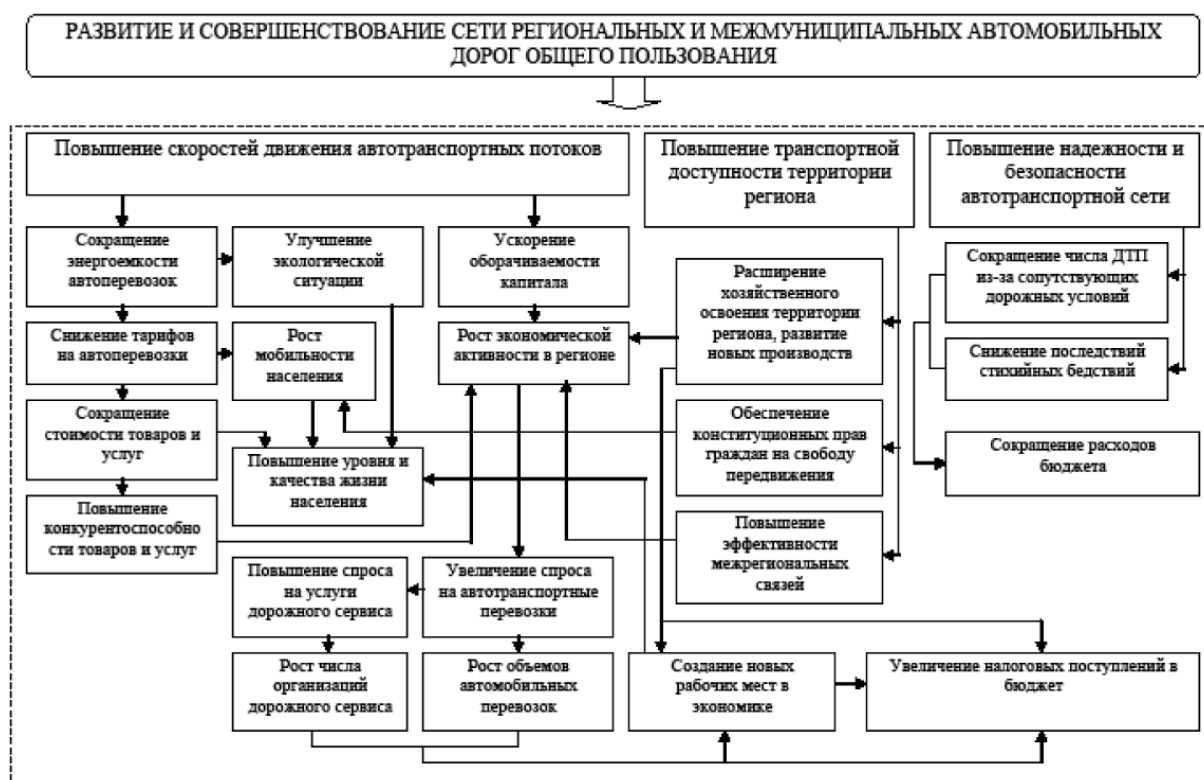 РАЗВИТИЕ И СОВЕРШЕНСТВОВАНИЕ СЕТИ РЕГИОНАЛЬНЫХ И МЕЖМУНИЦИПАЛЬНЫХ АВТОМОБИЛЬНЫХ
ДОРОГ ОБЩЕГО ПОЛЬЗОВАНИЯ
Повышение скоростей движения автотранспортных потоков
Повышение транспортной
доступности территории
региона
Повышение надежности и
безопасности
автотранспортной сети
Сокращение
энергоемкости
автоперевозок
Улучшение
экологической
ситуации
Ускорение
оборачиваемости
капитала
Расширение
хозяйственного
освоения территории
региона, развитие
новых производств
Сокращение числа ДТП
из-за сопутствующих
дорожных условий
Снижение тарифов
на автоперевозки
Рост
мобильности
населения
Рост экономической
активности в регионе
Снижение последствий
стихийных бедствий
Сокращение
стоимости товаров и
услуг
Повышение уровня и
качества жизни
населения
Обеспечение
конституционных прав
граждан на свободу
передвижения
Сокращение расходов
бюджета
Повышение
конкурентоспособно
сти товаров и услуг
Повышение
эффективности
межрегиональных
связей
Повышение спроса
на услуги
дорожного сервиса
Увеличение спроса
на автотранспортные
перевозки
Рост числа
организаций
дорожного сервиса
Рост объемов
автомобильных
перевозок
Создание новых
рабочих мест в
экономике
Увеличение налоговых поступлений в
бюджет